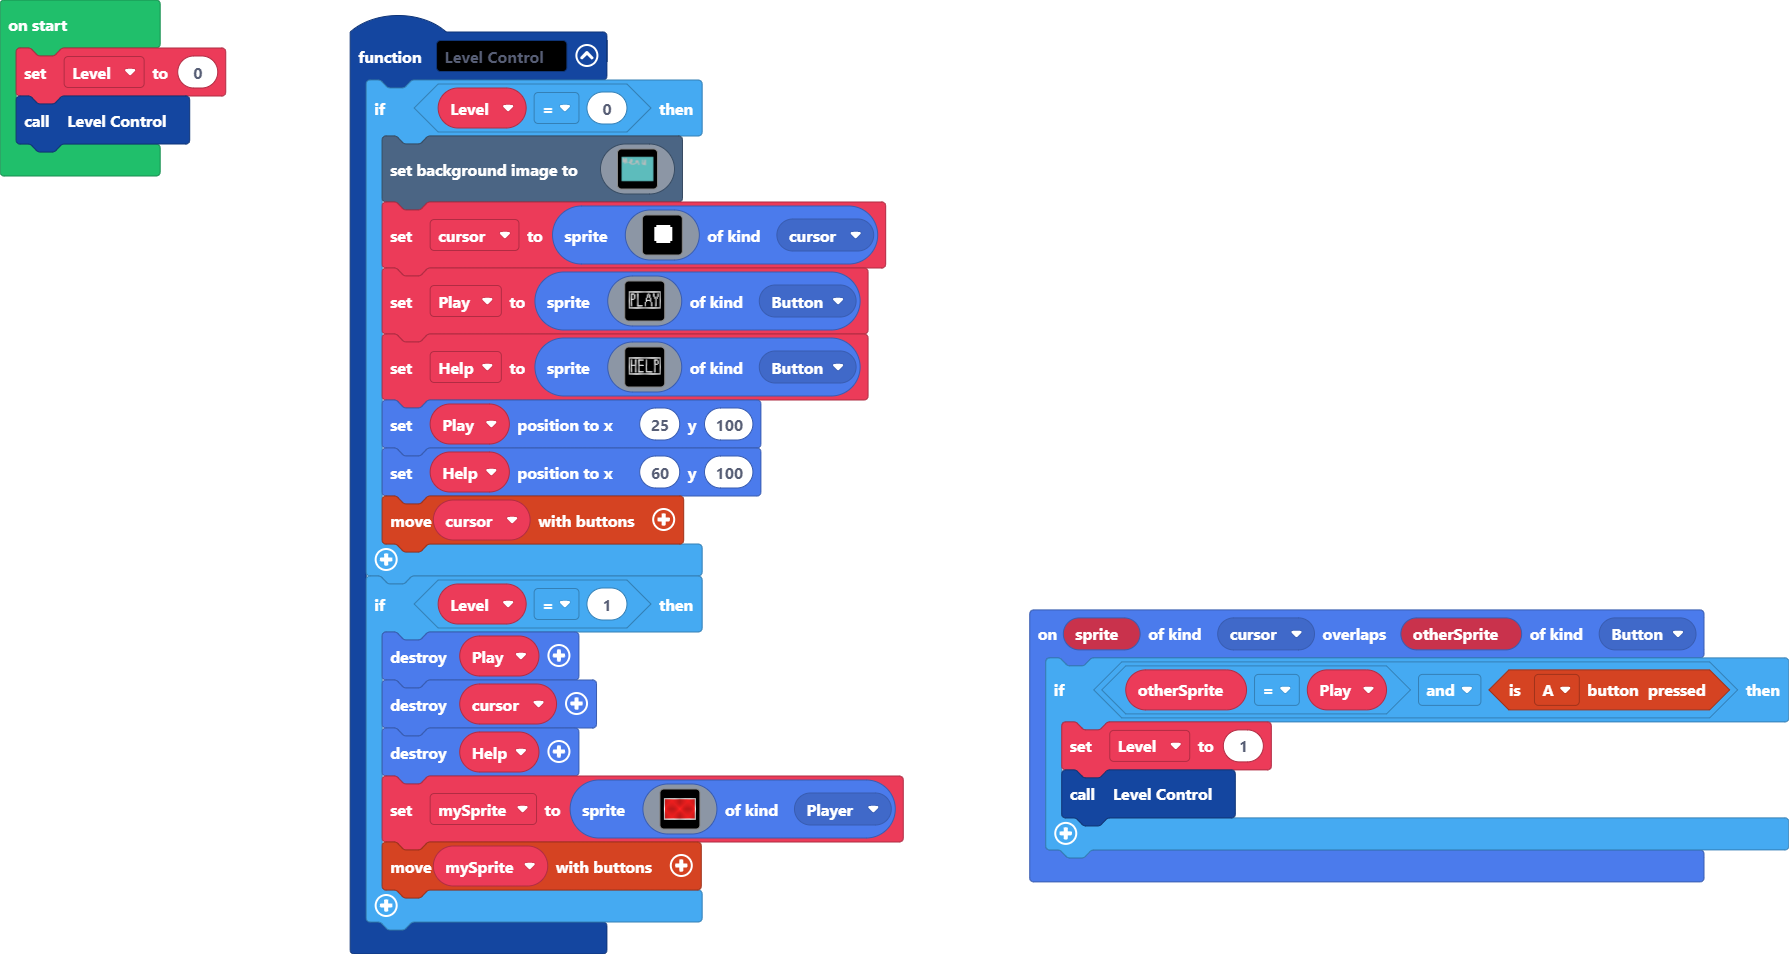 on start
set Level to 0
call Level Control
function Level Control
if Level = 0 then
set background image to
set cursor to sprite of kind cursor
set Play to sprite PLAY of kind Button
set Help to sprite HELP of kind Button
set Play position to x 25 y 100
set Help position to x 60 y 100
move cursor with buttons
if Level = 1 then
destroy Play
destroy cursor
destroy Help
set mySprite to sprite of kind Player
move mySprite with buttons
on sprite of kind cursor overlaps otherSprite of kind Button
if otherSprite = Play and is A button pressed then
set Level to 1
call Level Control